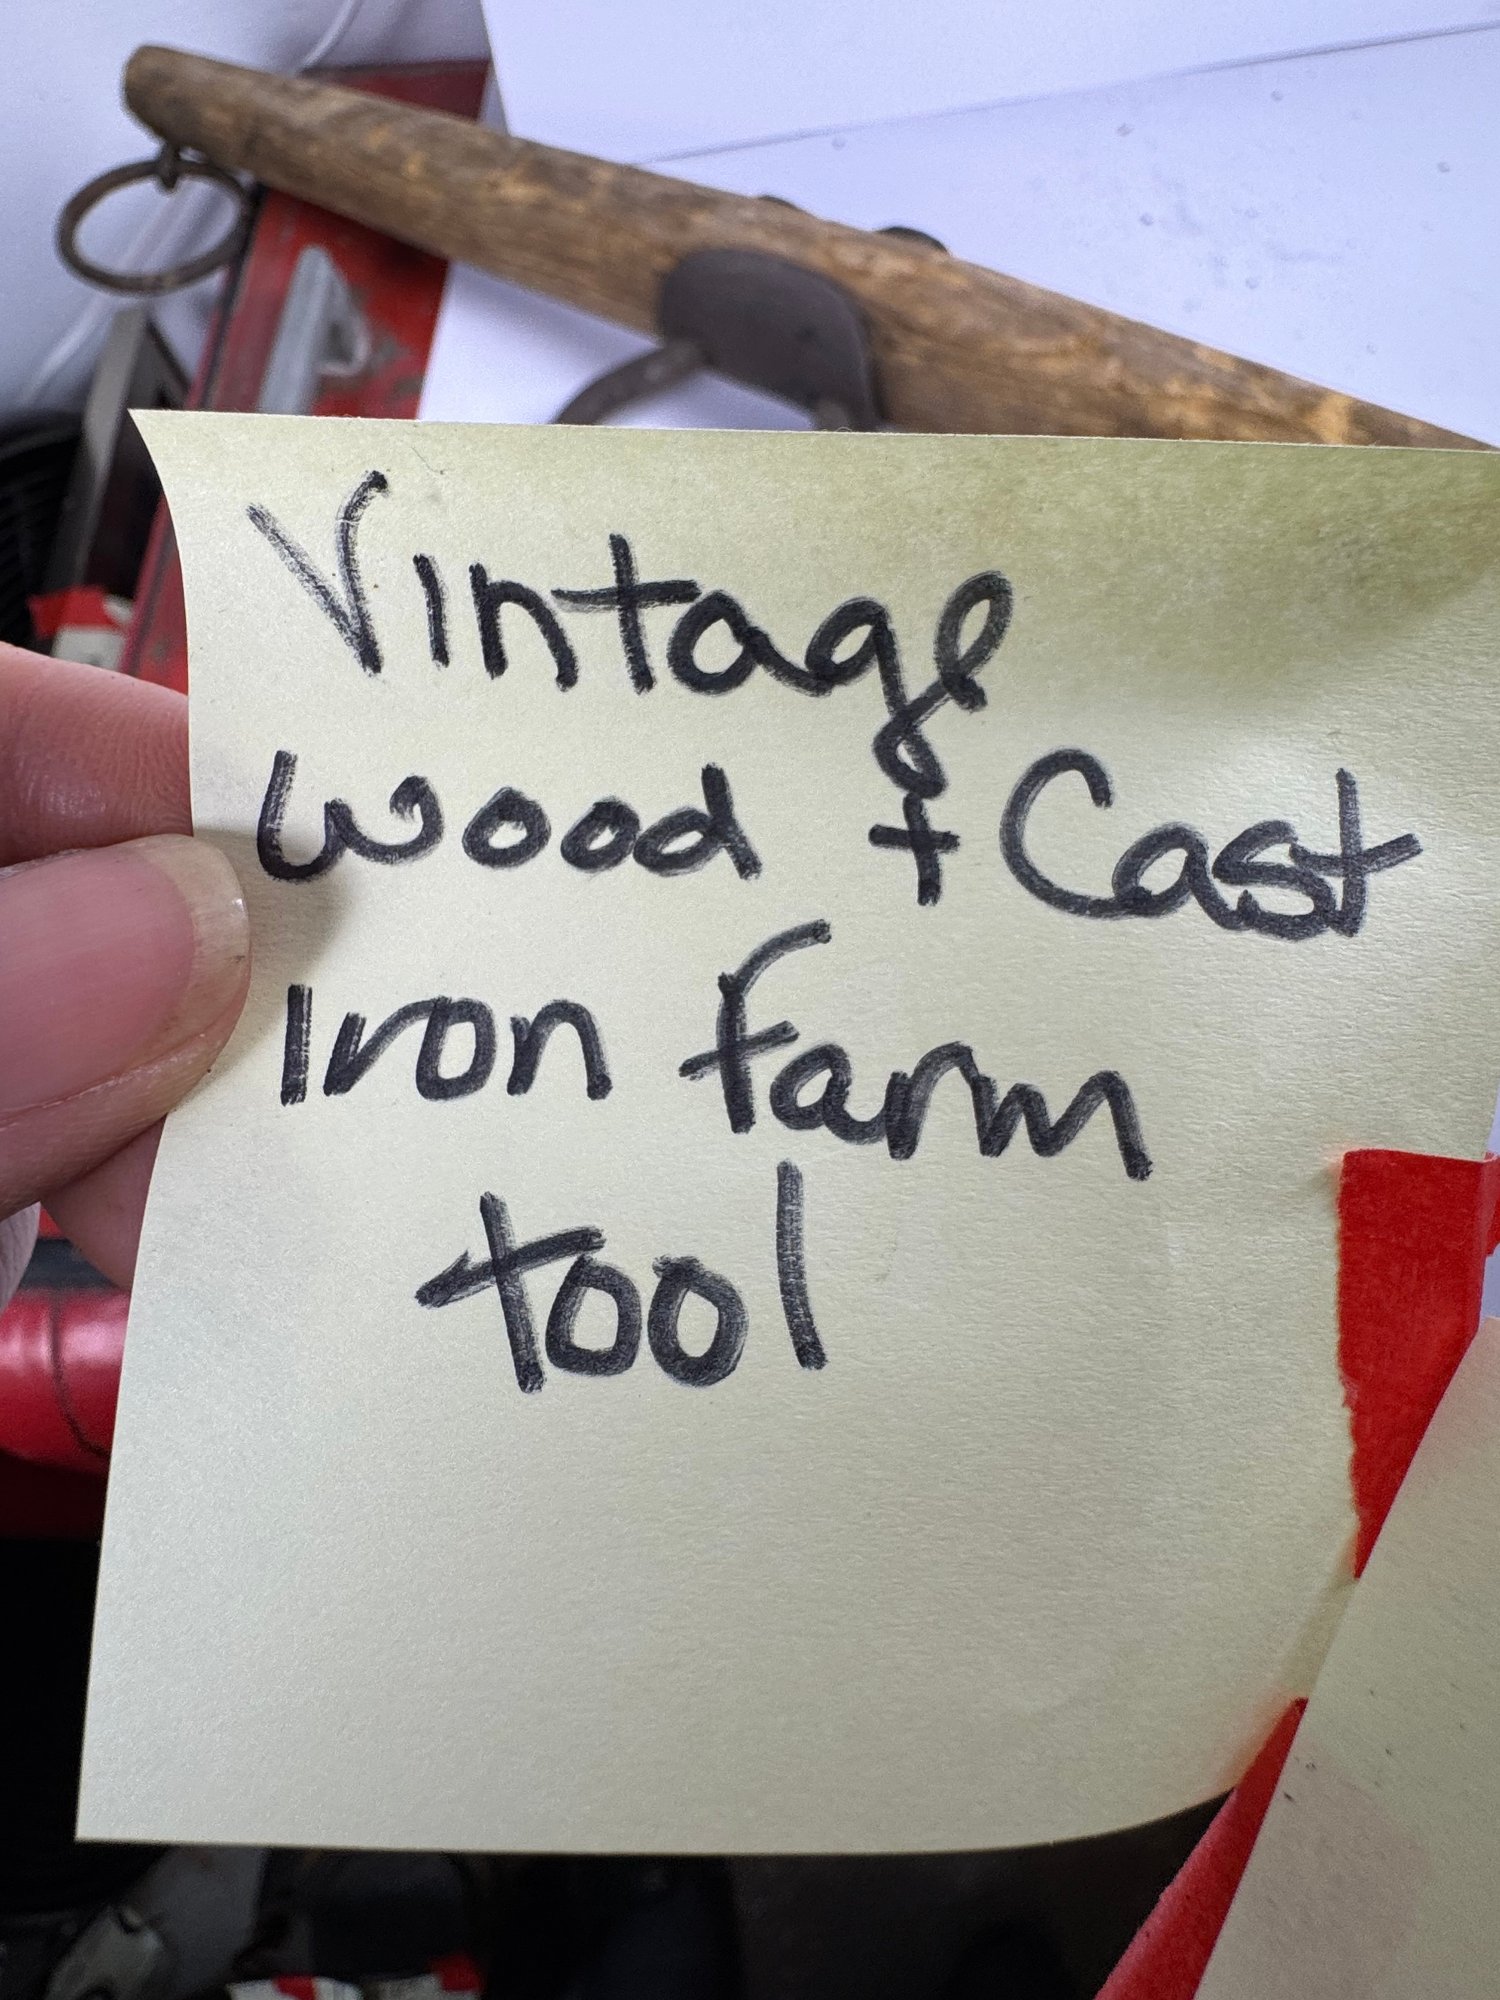 Vintage
Wood + Cast
Iron Farm
tool